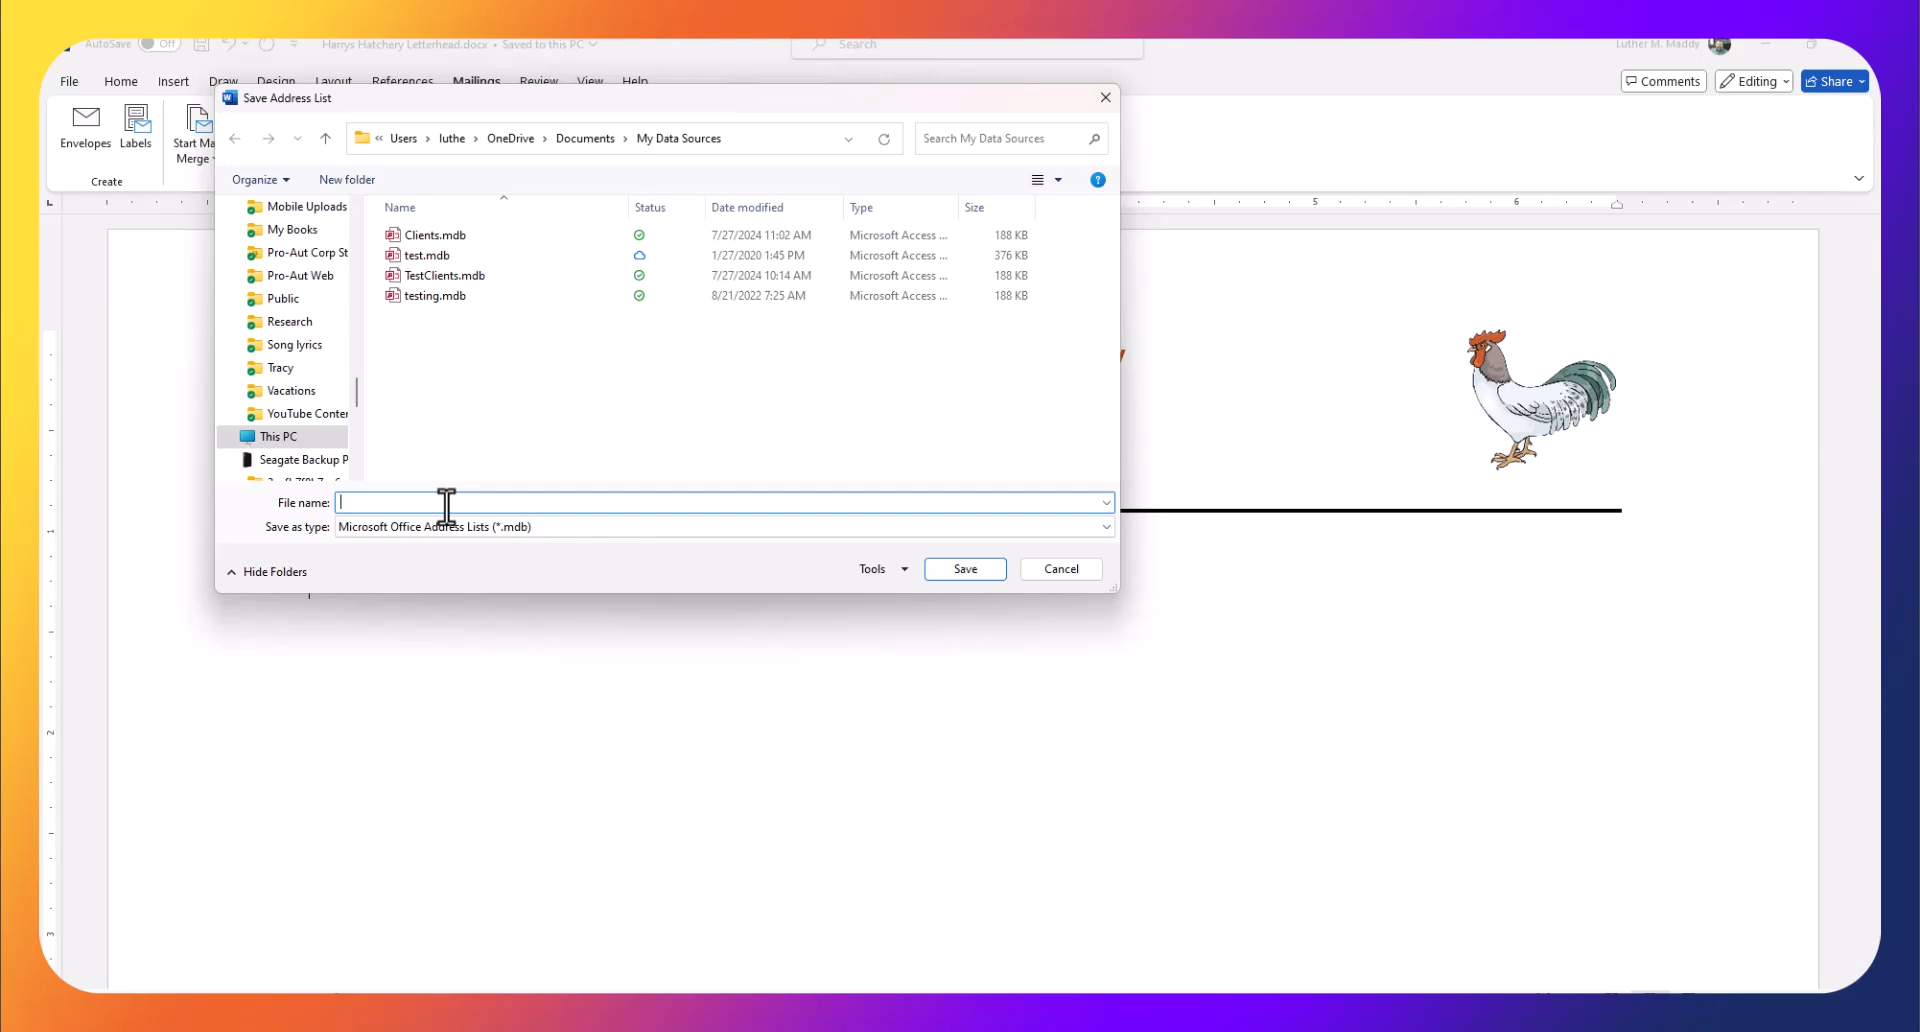 AutoSave Off Harrys Hatchery Letterhead.docx • Saved to this PC Search Luther M. Maddy
File Home Insert Draw Design Layout References Mailings Review View Help Comments Editing Share
Save Address List
Envelopes Labels Start Ma
Merge
Create
« Users › luthe › OneDrive › Documents › My Data Sources Search My Data Sources
Organize New folder
Name Status Date modified Type Size
Clients.mdb 7/27/2024 11:02 AM Microsoft Access ... 188 KB
test.mdb 1/27/2020 1:45 PM Microsoft Access ... 376 KB
TestClients.mdb 7/27/2024 10:14 AM Microsoft Access ... 188 KB
testing.mdb 8/21/2022 7:25 AM Microsoft Access ... 188 KB
Mobile Uploads
My Books
Pro-Aut Corp St
Pro-Aut Web
Public
Research
Song lyrics
Tracy
Vacations
YouTube Conter
This PC
Seagate Backup P
File name:
Save as type: Microsoft Office Address Lists (*.mdb)
Hide Folders Tools Save Cancel
5 6
1
2
3